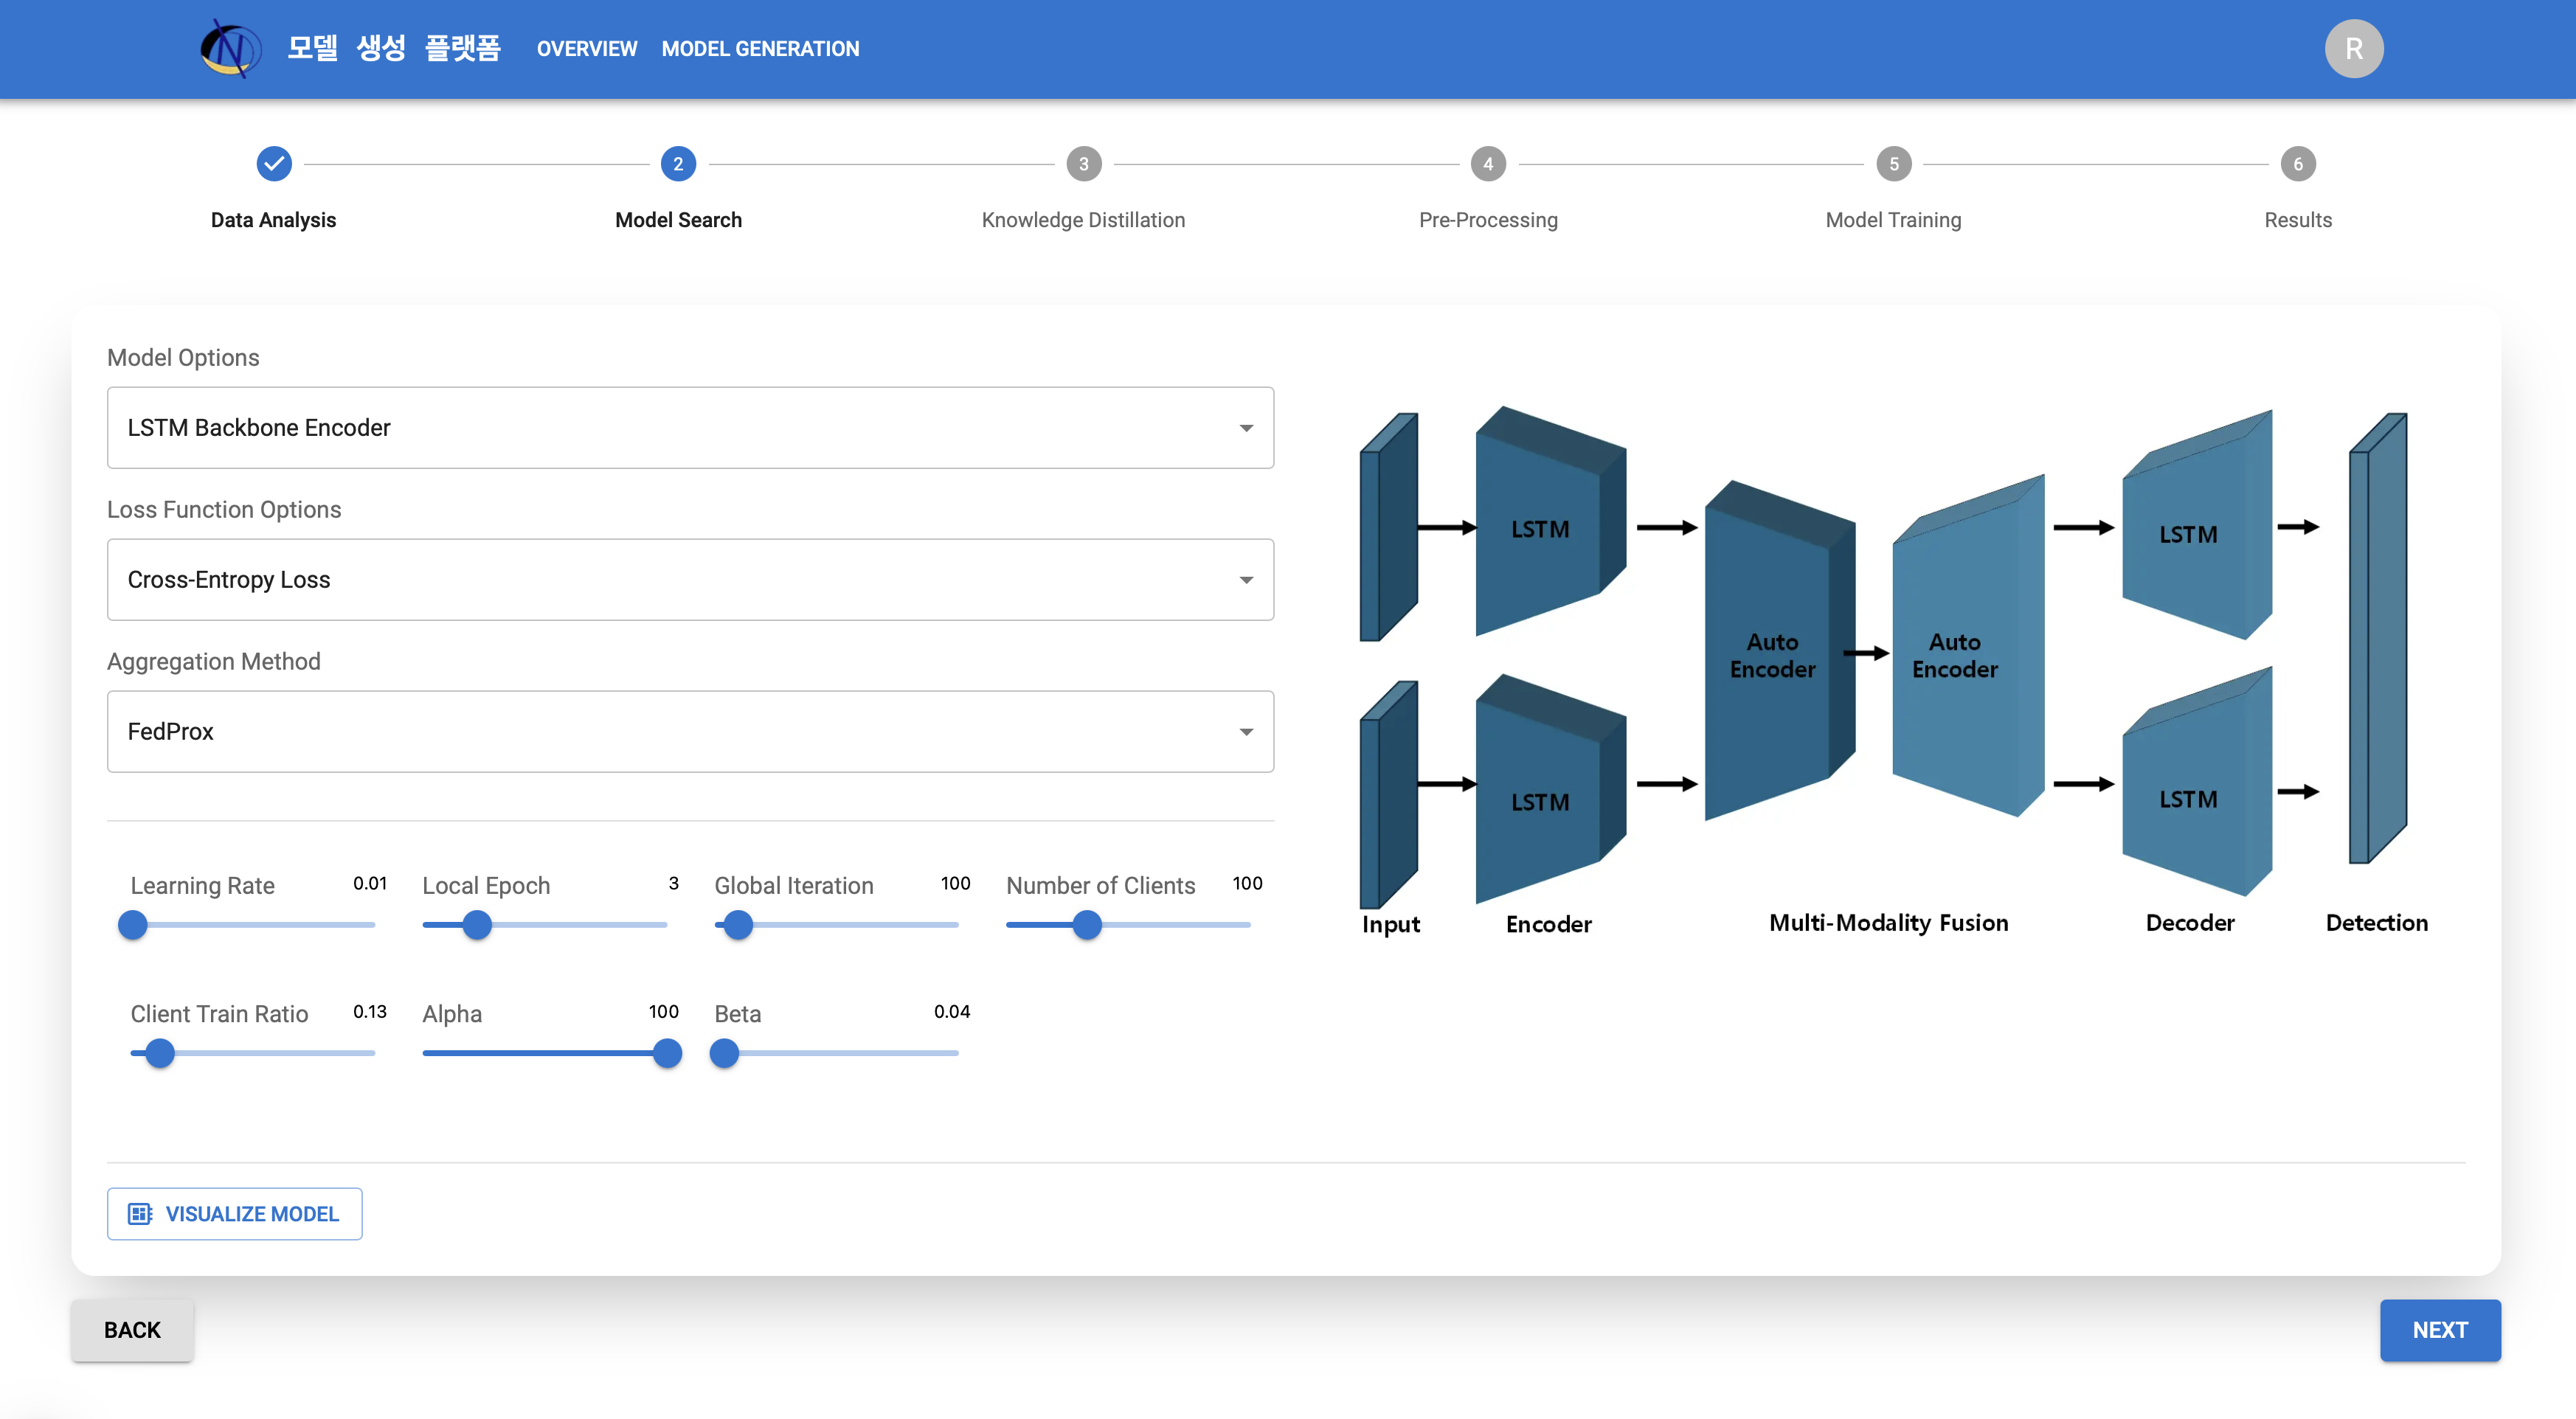 모델 생성 플랫폼 OVERVIEW MODEL GENERATION R
2 3 4 5 6
Data Analysis Model Search Knowledge Distillation Pre-Processing Model Training Results
Model Options
LSTM Backbone Encoder
Loss Function Options
Cross-Entropy Loss
Aggregation Method
FedProx
Learning Rate 0.01 Local Epoch 3 Global Iteration 100 Number of Clients 100
Client Train Ratio 0.13 Alpha 100 Beta 0.04
LSTM LSTM
Auto
Encoder
Auto
Encoder
LSTM LSTM
Input Encoder Multi-Modality Fusion Decoder Detection
VISUALIZE MODEL
BACK NEXT